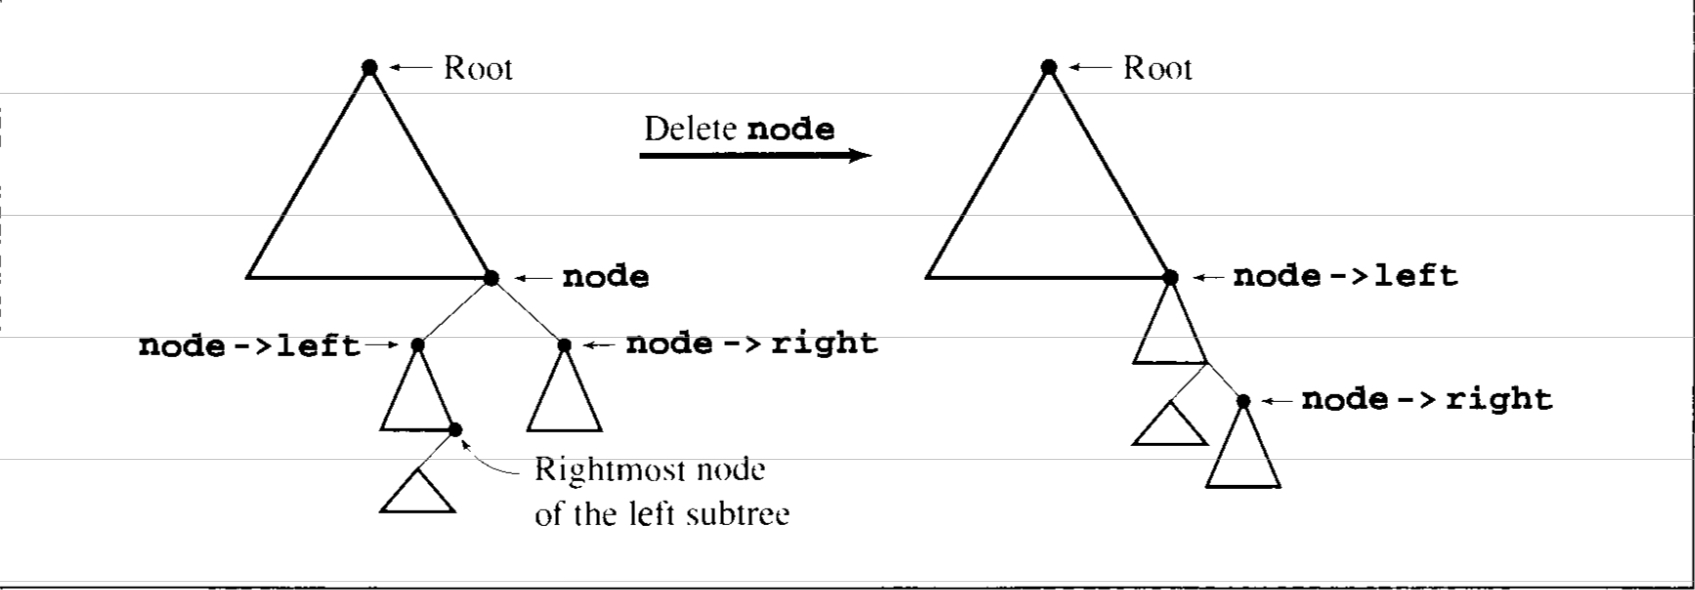 Root
Root
Delete node
node
node->left
node->left
node->right
node->right
Rightmost node
of the left subtree